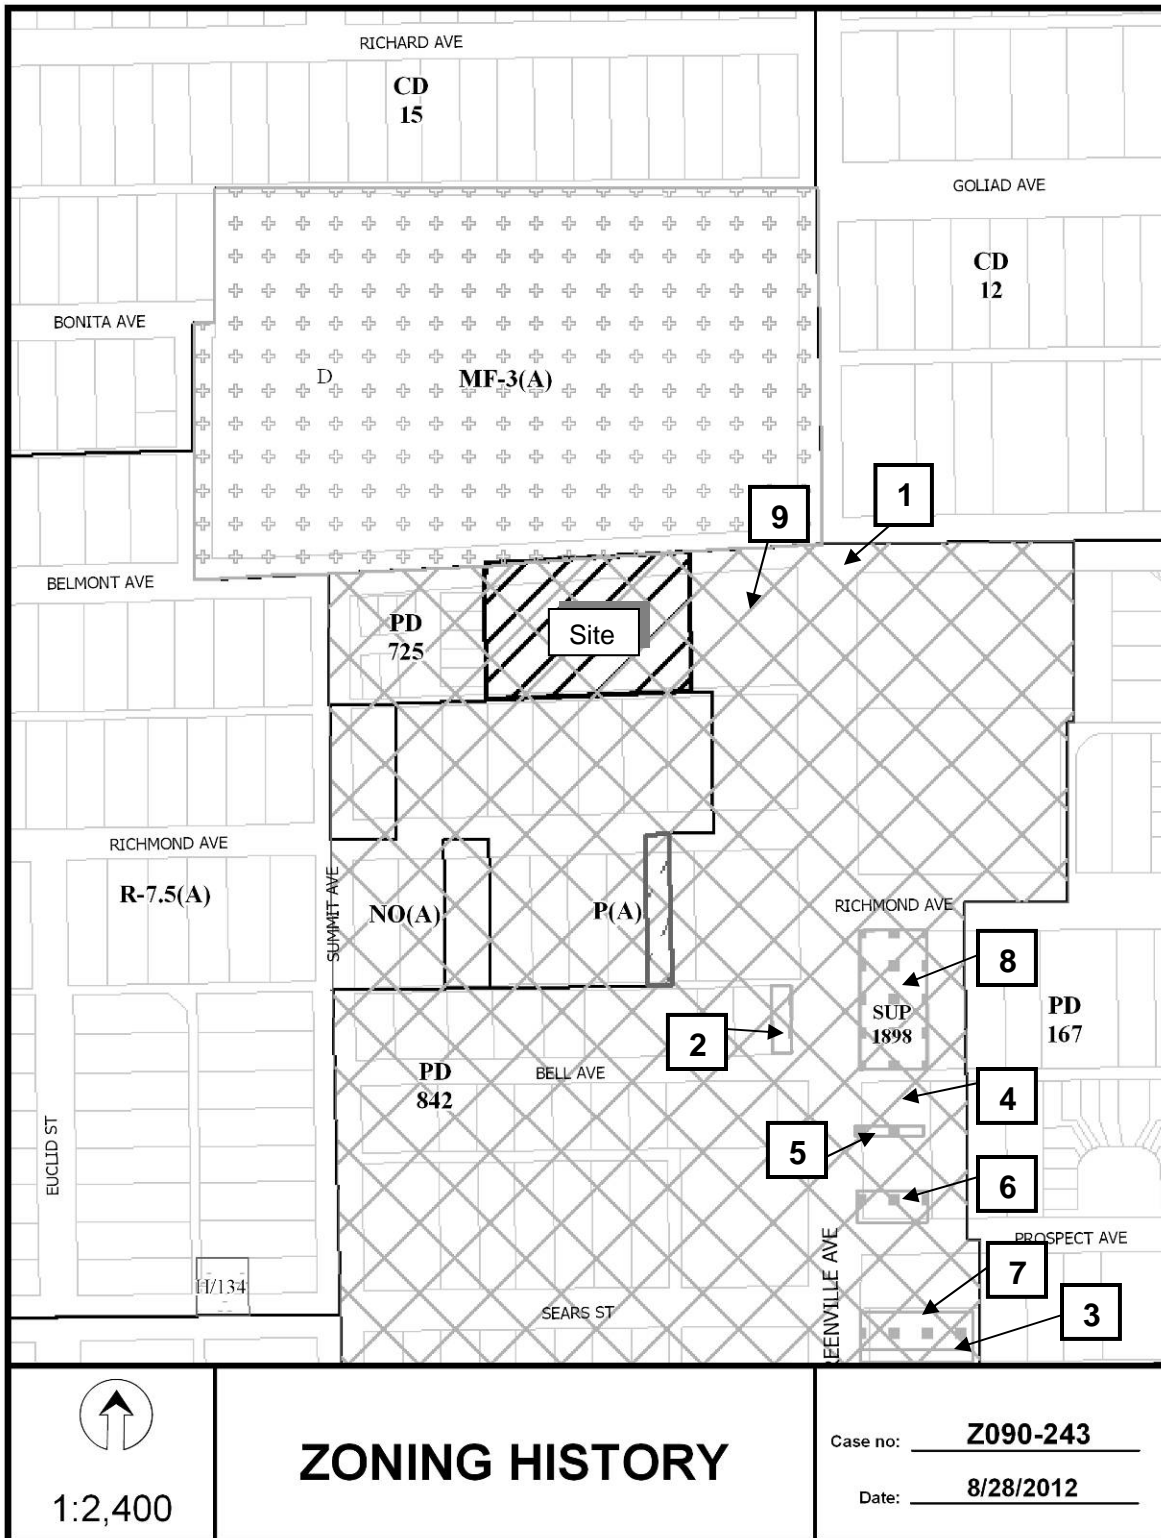 RICHARD AVE
CD
15
GOLIAD AVE
CD
12
BONITA AVE
D
MF-3(A)
1
9
BELMONT AVE
PD
725
Site
RICHMOND AVE
R-7.5(A)
SUMMIT AVE
NO(A)
P(A)
RICHMOND AVE
8
SUP
1898
PD
167
2
PD
842
BELL AVE
4
5
EUCLID ST
6
PROSPECT AVE
REENVILLE AVE
7
H/134
SEARS ST
3
1:2,400
ZONING HISTORY
Case no: Z090-243
Date: 8/28/2012